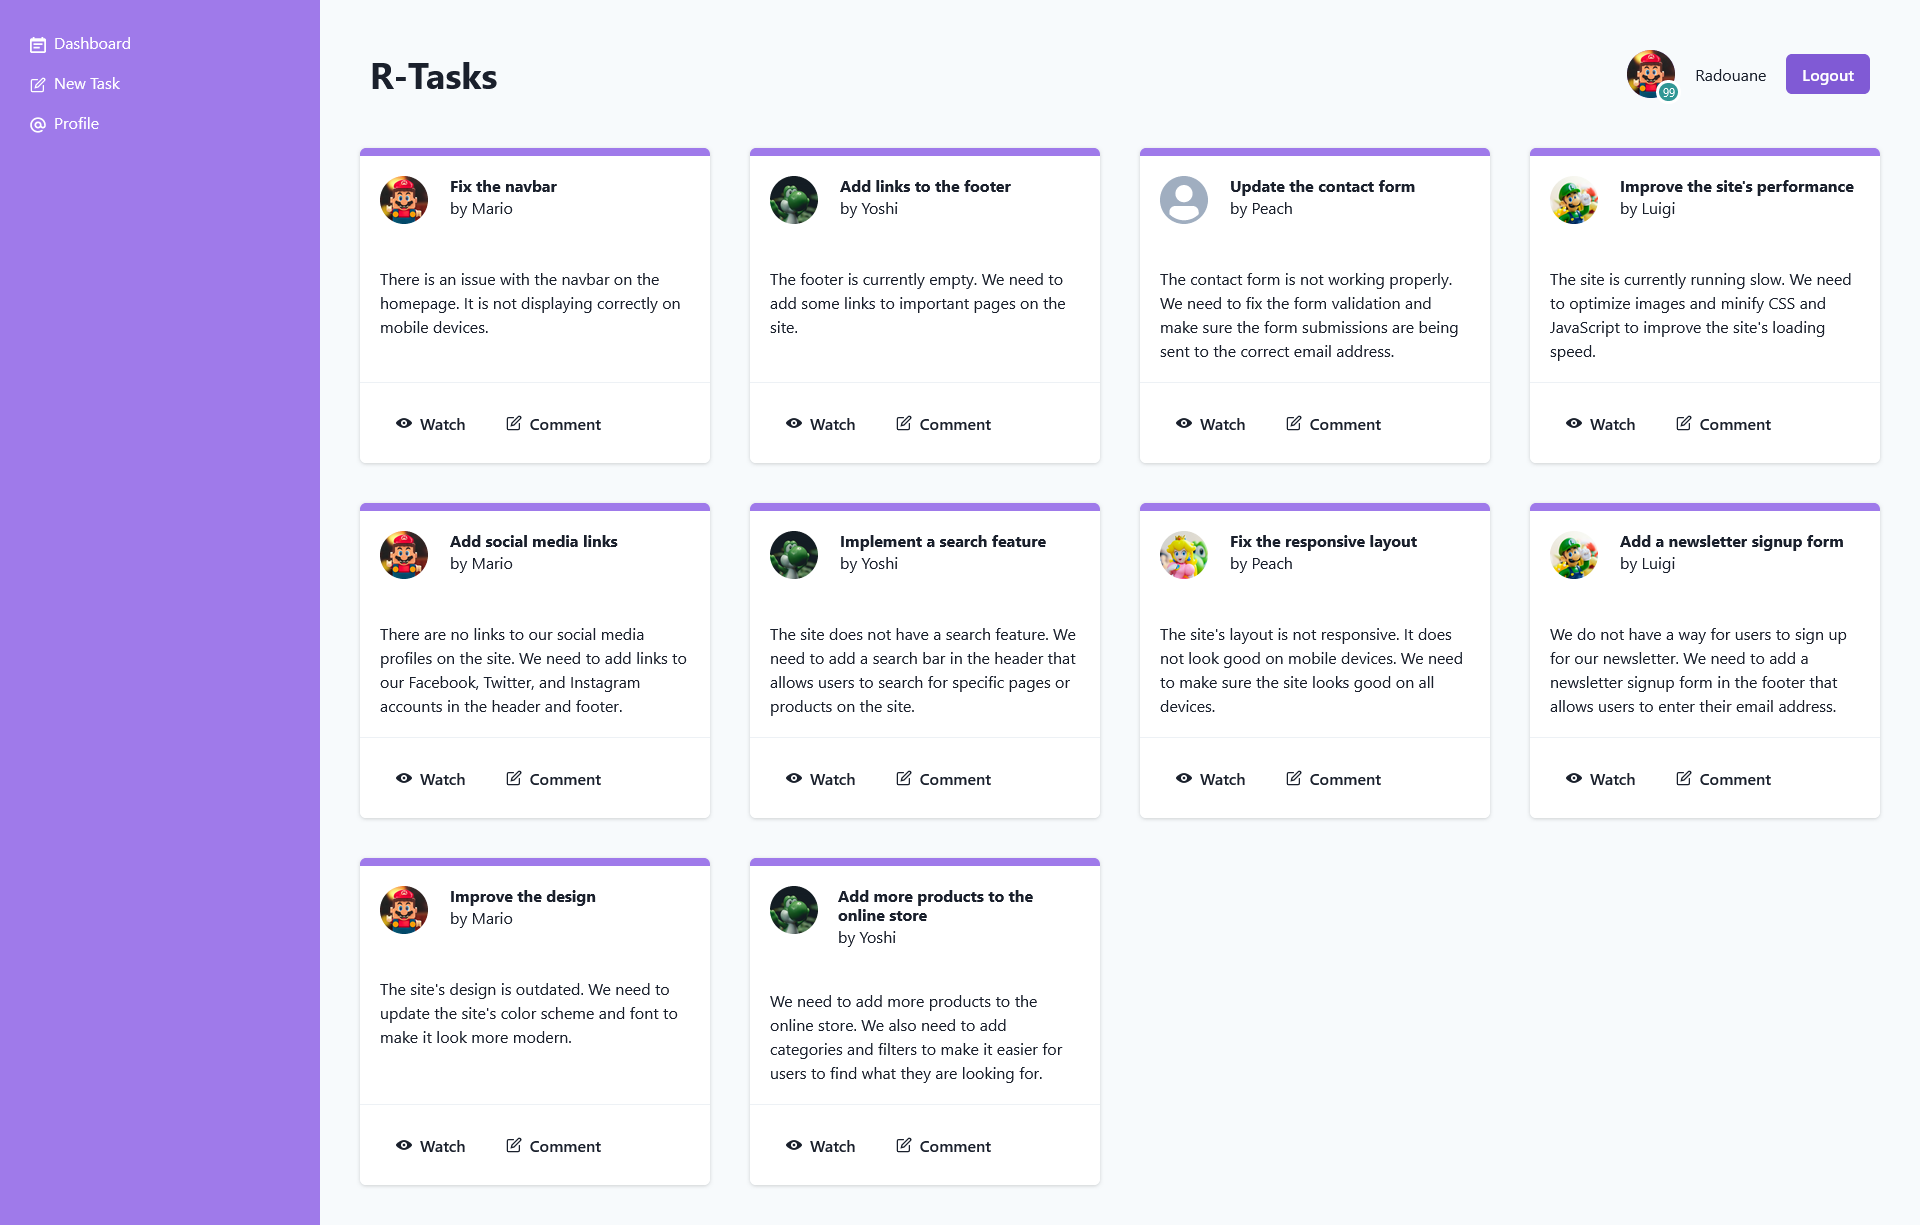 Dashboard
New Task
Profile
R-Tasks
99
Radouane
Logout
Fix the navbar
by Mario
There is an issue with the navbar on the
homepage. It is not displaying correctly on
mobile devices.
Watch
Comment
Add links to the footer
by Yoshi
The footer is currently empty. We need to
add some links to important pages on the
site.
Watch
Comment
Update the contact form
by Peach
The contact form is not working properly.
We need to fix the form validation and
make sure the form submissions are being
sent to the correct email address.
Watch
Comment
Improve the site's performance
by Luigi
The site is currently running slow. We need
to optimize images and minify CSS and
JavaScript to improve the site's loading
speed.
Watch
Comment
Add social media links
by Mario
There are no links to our social media
profiles on the site. We need to add links to
our Facebook, Twitter, and Instagram
accounts in the header and footer.
Watch
Comment
Implement a search feature
by Yoshi
The site does not have a search feature. We
need to add a search bar in the header that
allows users to search for specific pages or
products on the site.
Watch
Comment
Fix the responsive layout
by Peach
The site's layout is not responsive. It does
not look good on mobile devices. We need
to make sure the site looks good on all
devices.
Watch
Comment
Add a newsletter signup form
by Luigi
We do not have a way for users to sign up
for our newsletter. We need to add a
newsletter signup form in the footer that
allows users to enter their email address.
Watch
Comment
Improve the design
by Mario
The site's design is outdated. We need to
update the site's color scheme and font to
make it look more modern.
Watch
Comment
Add more products to the
online store
by Yoshi
We need to add more products to the
online store. We also need to add
categories and filters to make it easier for
users to find what they are looking for.
Watch
Comment